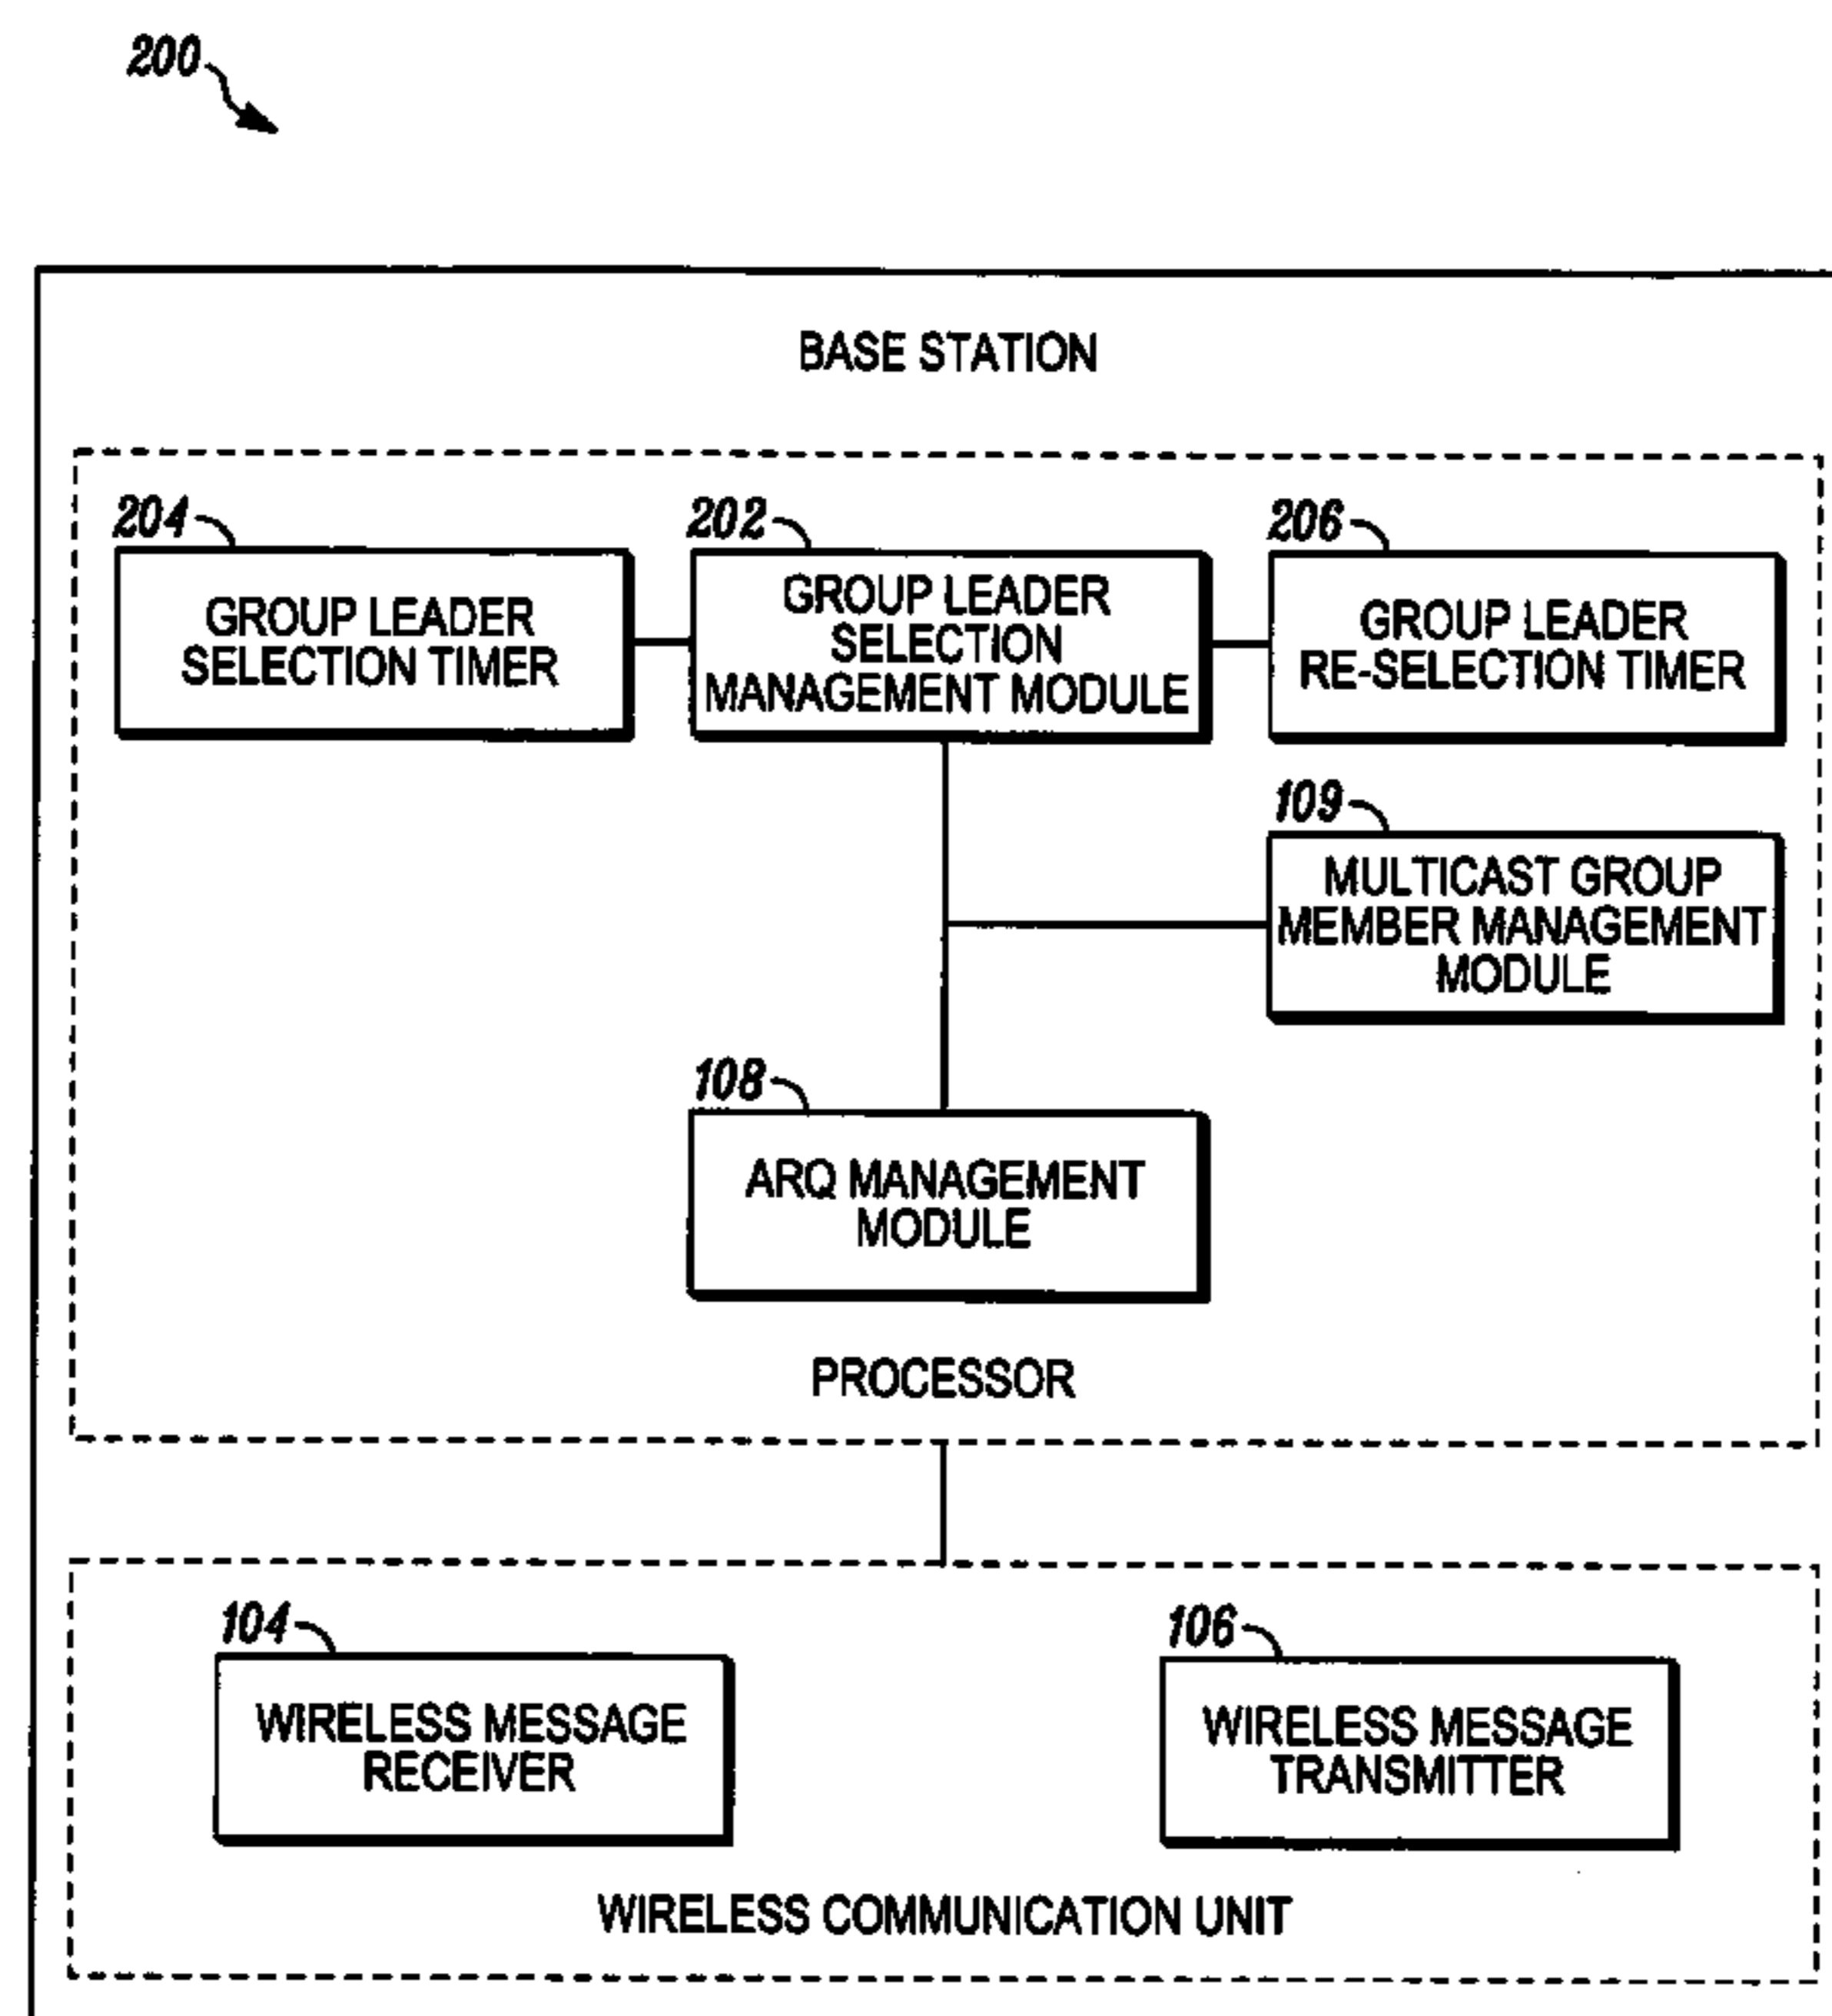 200
BASE STATION
204
202
206
GROUP LEADER
SELECTION TIMER
GROUP LEADER
SELECTION
MANAGEMENT MODULE
GROUP LEADER
RE-SELECTION TIMER
109
MULTICAST GROUP
MEMBER MANAGEMENT
MODULE
108
ARQ MANAGEMENT
MODULE
PROCESSOR
104
106
WIRELESS MESSAGE
RECEIVER
WIRELESS MESSAGE
TRANSMITTER
WIRELESS COMMUNICATION UNIT